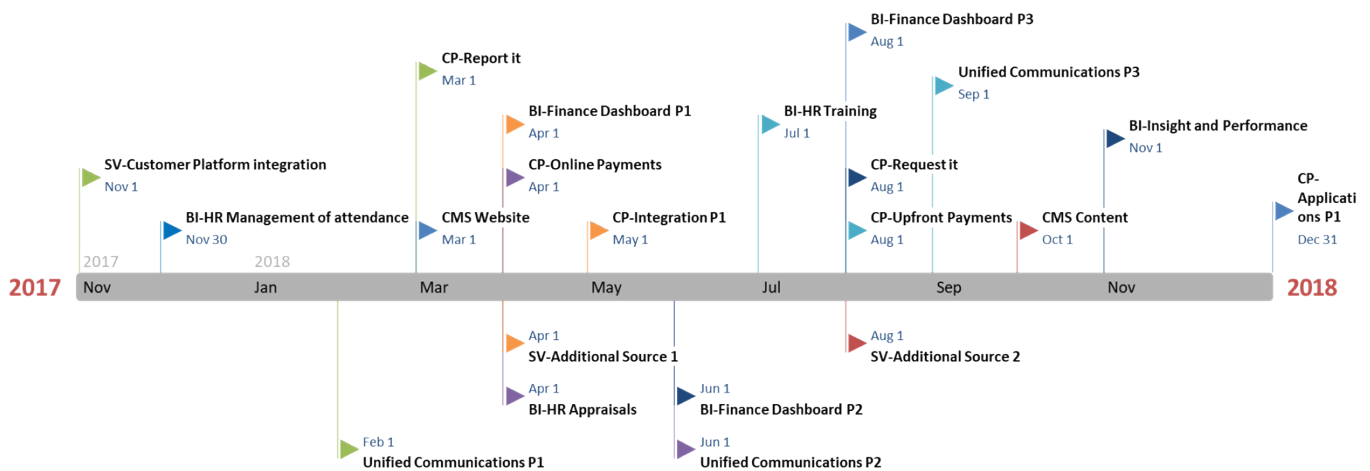 BI-Finance Dashboard P3
Aug 1
CP-Report it
Mar 1
Unified Communications P3
Sep 1
BI-Finance Dashboard P1
Apr 1
BI-HR Training
Jul 1
BI-Insight and Performance
Nov 1
SV-Customer Platform integration
Nov 1
CP-Online Payments
Apr 1
CP-Request it
Aug 1
CP-
Applicati
ons P1
Dec 31
BI-HR Management of attendance
Nov 30
CMS Website
Mar 1
CP-Integration P1
May 1
CP-Upfront Payments
Aug 1
CMS Content
Oct 1
2017
2018
2017
Nov
Jan
Mar
May
Jul
Sep
Nov
2018
Apr 1
SV-Additional Source 1
Aug 1
SV-Additional Source 2
Apr 1
BI-HR Appraisals
Jun 1
BI-Finance Dashboard P2
Feb 1
Unified Communications P1
Jun 1
Unified Communications P2